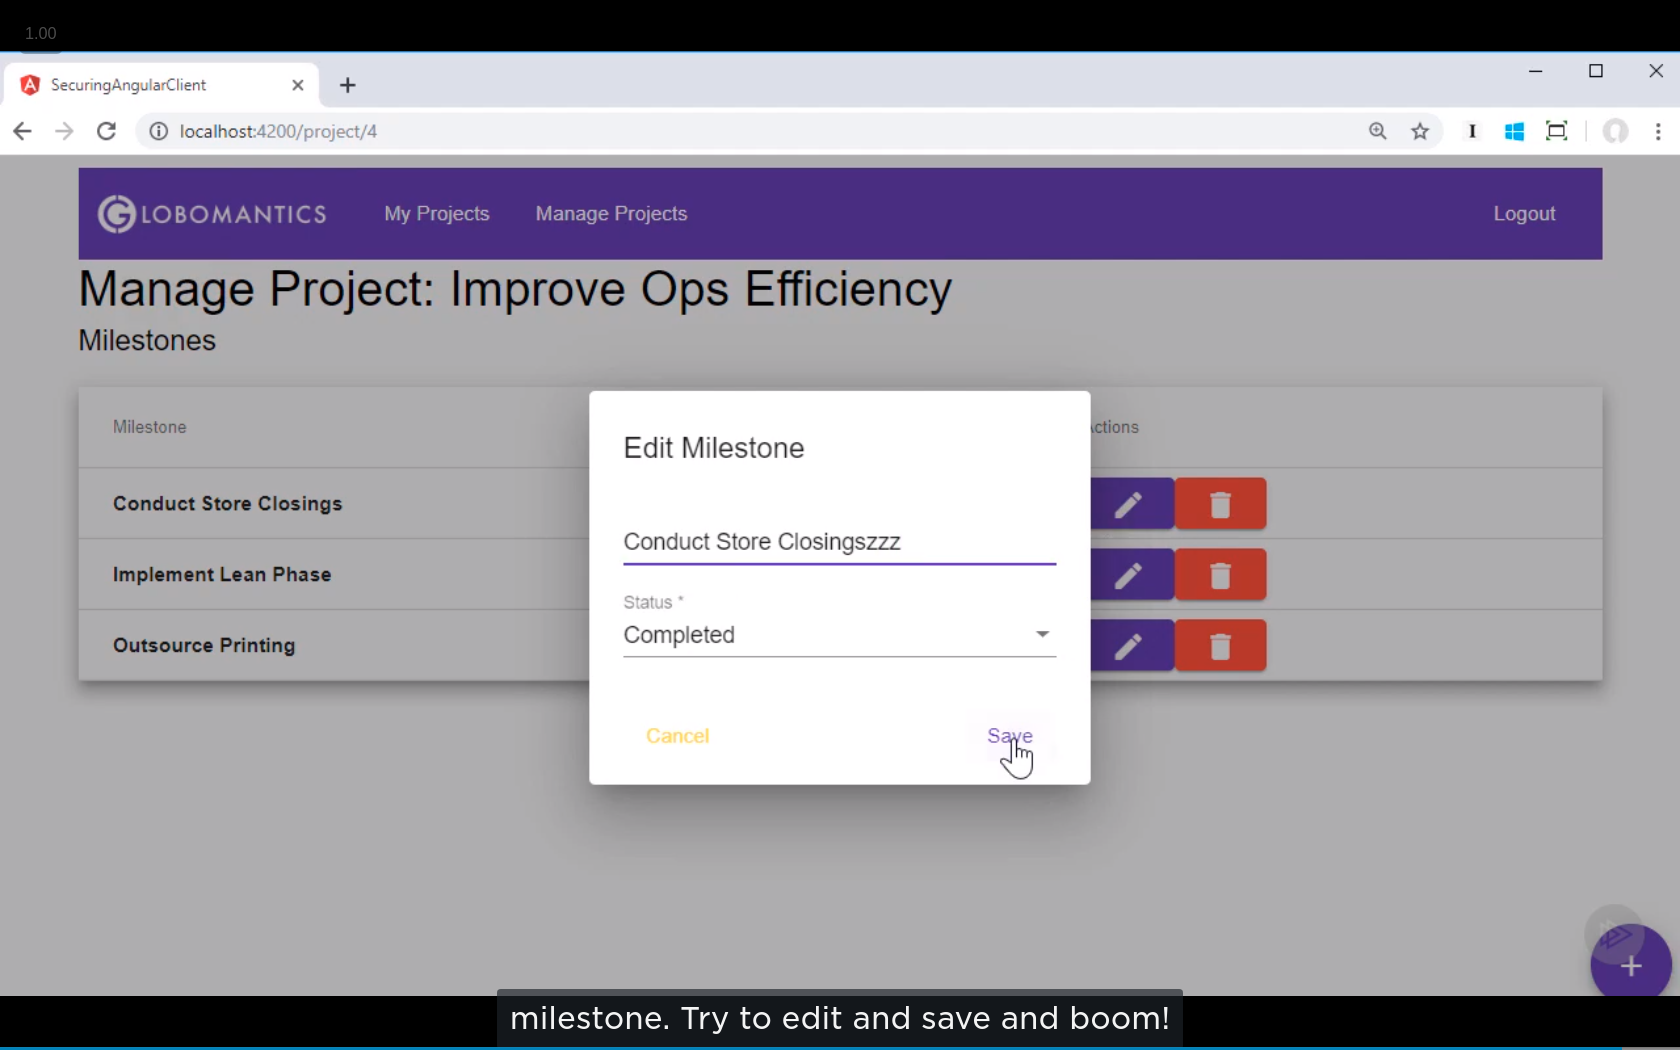 1.00
SecuringAngularClient
localhost:4200/project/4
GLOBOMANTICS My Projects Manage Projects Logout
Manage Project: Improve Ops Efficiency
Milestones
Milestone ctions
Edit Milestone
Conduct Store Closings
Conduct Store Closingszzz
Implement Lean Phase
Status *
Completed
Outsource Printing
Cancel Save
milestone. Try to edit and save and boom!